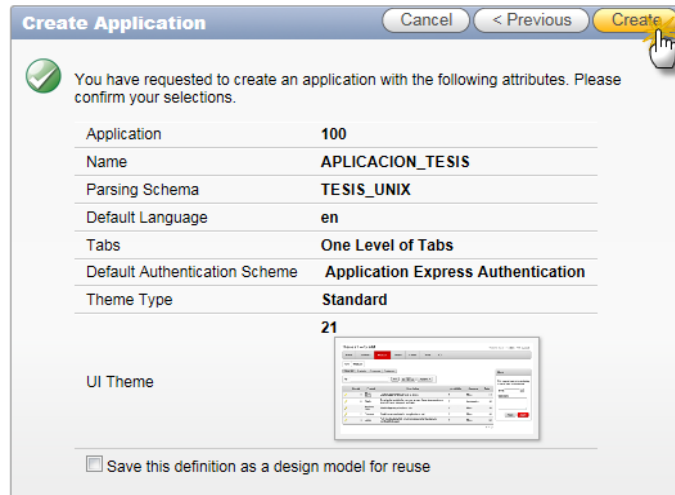 Create Application
Cancel
< Previous
Create
You have requested to create an application with the following attributes. Please
confirm your selections.
Application 100
Name APLICACION_TESIS
Parsing Schema TESIS_UNIX
Default Language en
Tabs One Level of Tabs
Default Authentication Scheme Application Express Authentication
Theme Type Standard
21
UI Theme
Save this definition as a design model for reuse